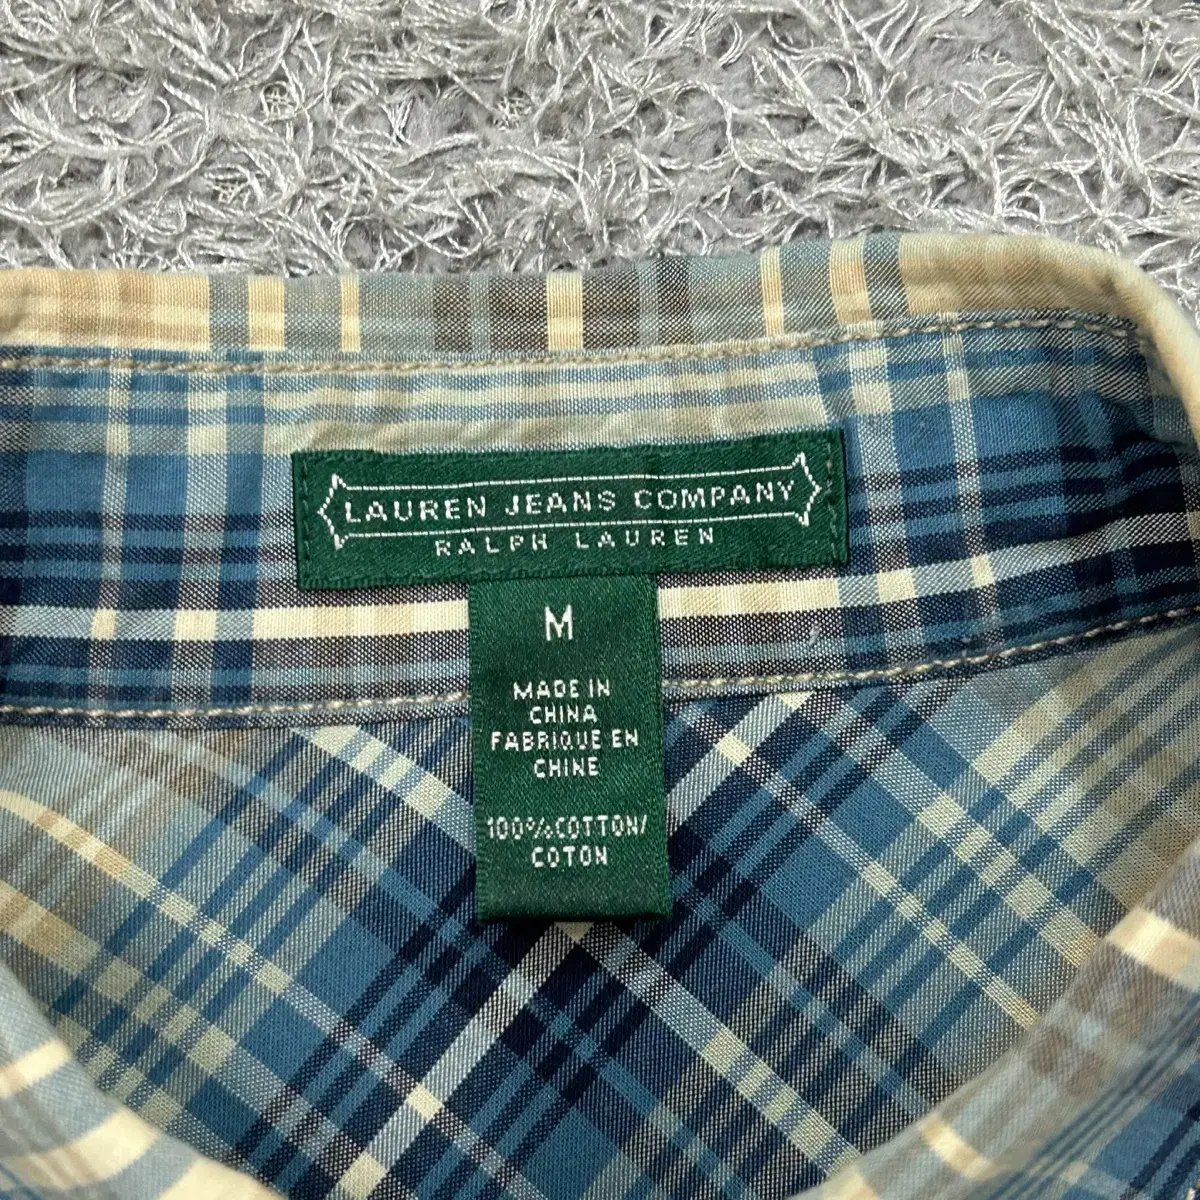 LAUREN JEANS COMPANY
RALPH LAUREN
M
MADE IN
CHINA
FABRIQUE EN
CHINE
100%COTTON/
COTON